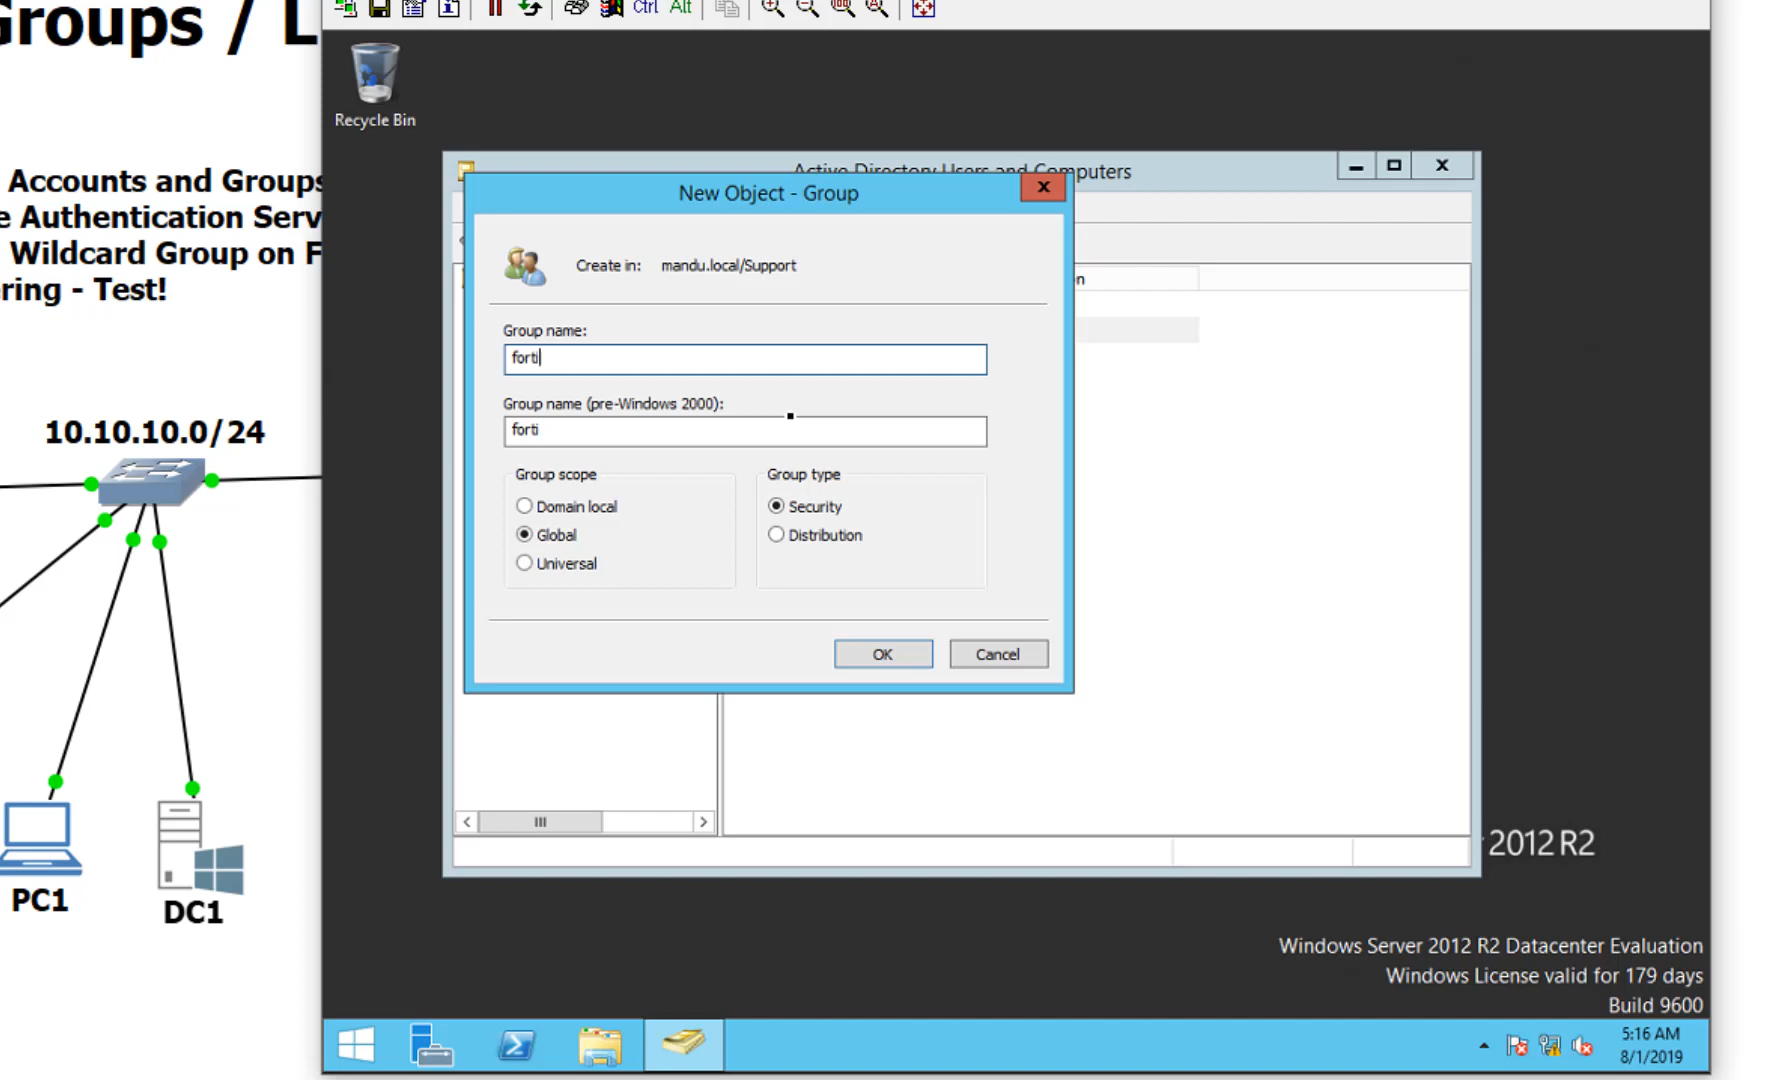 Groups / L
Accounts and Groups
e Authentication Serv
Wildcard Group on F
ring - Test!
10.10.10.0/24
PC1
DC1
Ctrl Alt
Recycle Bin
Active Directory Users and Computers
New Object - Group
Create in: mandu.local/Support
Group name:
forti
Group name (pre-Windows 2000):
forti
Group scope
Domain local
Global
Universal
Group type
Security
Distribution
OK
Cancel
2012 R2
Windows Server 2012 R2 Datacenter Evaluation
Windows License valid for 179 days
Build 9600
5:16 AM
8/1/2019